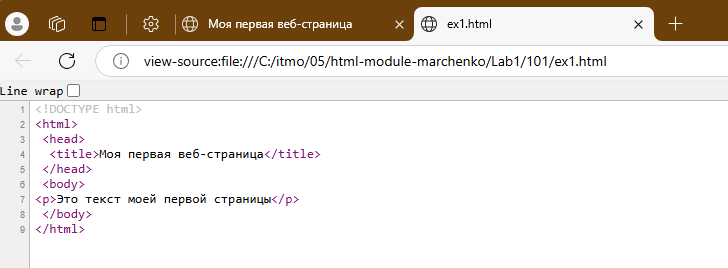 Моя первая веб-страница
ex1.html
view-source:file:///C:/itmo/05/html-module-marchenko/Lab1/101/ex1.html
Line wrap
1 <!DOCTYPE html>
2 <html>
3 <head>
4 <title>Моя первая веб-страница</title>
5 </head>
6 <body>
7 <p>Это текст моей первой страницы</p>
8 </body>
9 </html>